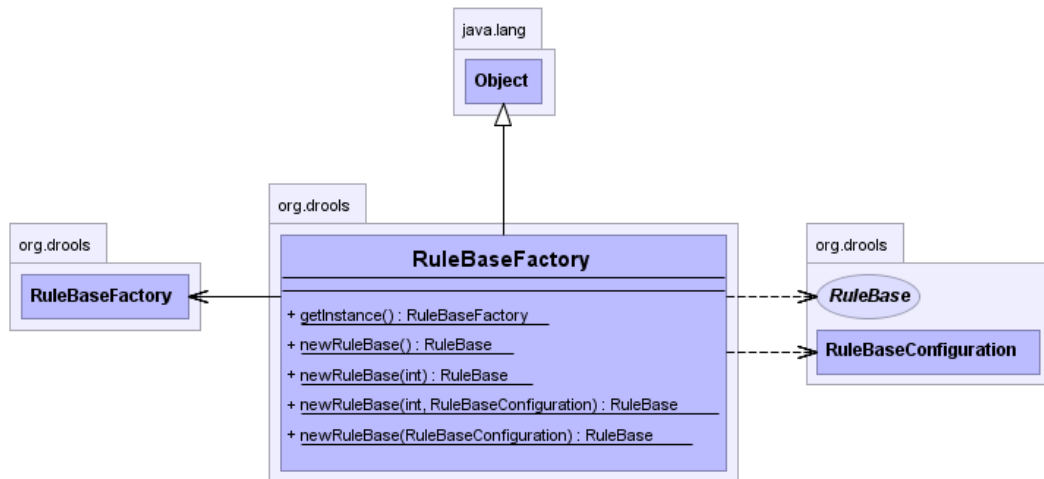 java.lang
Object
org.drools
RuleBaseFactory
org.drools
RuleBaseFactory
+ getInstance() : RuleBaseFactory
+ newRuleBase() : RuleBase
+ newRuleBase(int) : RuleBase
+ newRuleBase(int, RuleBaseConfiguration) : RuleBase
+ newRuleBase(RuleBaseConfiguration) : RuleBase
org.drools
RuleBase
RuleBaseConfiguration